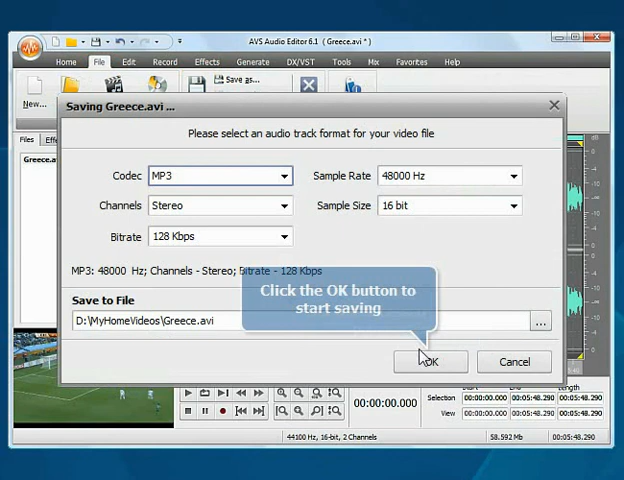 AVS Audio Editor 6.1 ( Greece.avi * )
Home File Edit Record Effects Generate DX/VST Tools Mix Favorites Help
Save as...
New...
Saving Greece.avi ...
Please select an audio track format for your video file
Files
Greece.a
Codec MP3 Sample Rate 48000 Hz
Channels Stereo Sample Size 16 bit
Bitrate 128 Kbps
MP3: 48000 Hz; Channels - Stereo; Bitrate - 128 Kbps
Click the OK button to
start saving
Save to File
D:\MyHomeVideos\Greece.avi ...
OK Cancel
00:00:00.000
Selection 00:00:00.000 00:05:48.290 00:05:48.290
View 00:00:00.000 00:05:48.290 00:05:48.290
44100 Hz, 16-bit, 2 Channels 58.592 Mb 00:05:48.290